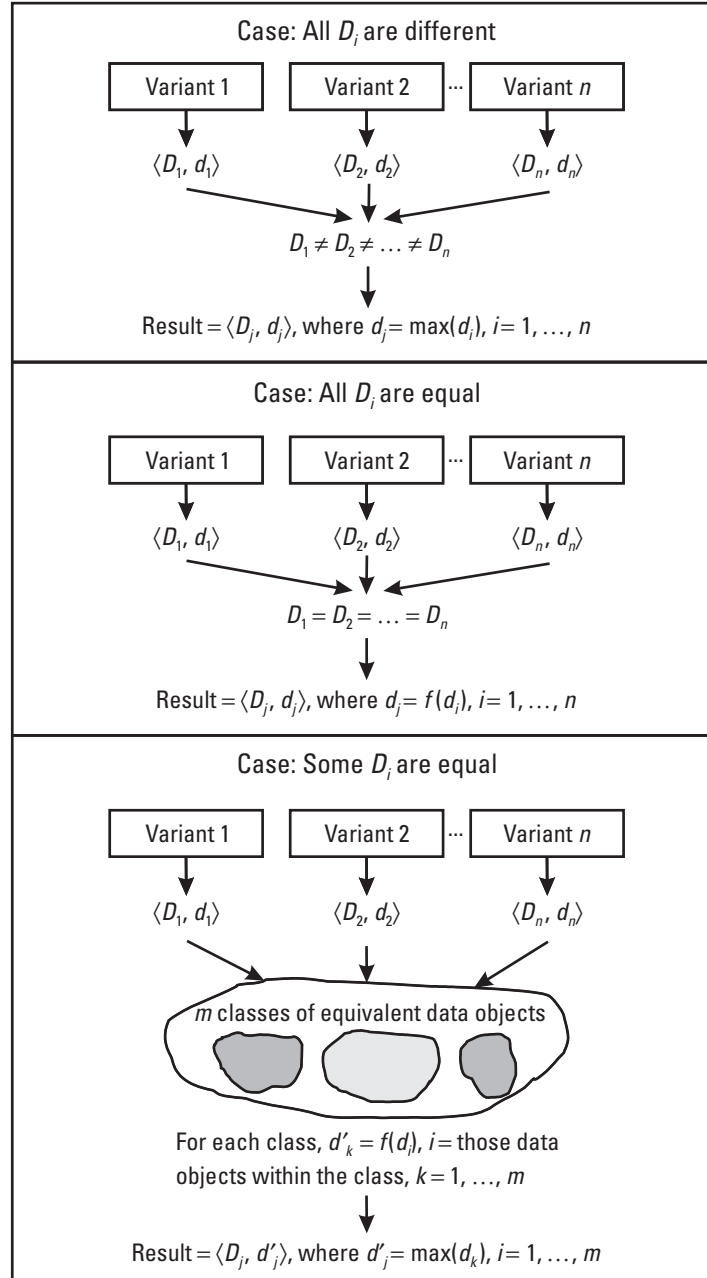 Case: All Dᵢ are different
Variant 1 Variant 2 ... Variant n
⟨D₁, d₁⟩ ⟨D₂, d₂⟩ ⟨Dₙ, dₙ⟩
D₁ ≠ D₂ ≠ … ≠ Dₙ
Result = ⟨Dⱼ, dⱼ⟩, where dⱼ = max(dᵢ), i = 1, …, n
Case: All Dᵢ are equal
Variant 1 Variant 2 ... Variant n
⟨D₁, d₁⟩ ⟨D₂, d₂⟩ ⟨Dₙ, dₙ⟩
D₁ = D₂ = … = Dₙ
Result = ⟨Dⱼ, dⱼ⟩, where dⱼ = f(dᵢ), i = 1, …, n
Case: Some Dᵢ are equal
Variant 1 Variant 2 ... Variant n
⟨D₁, d₁⟩ ⟨D₂, d₂⟩ ⟨Dₙ, dₙ⟩
m classes of equivalent data objects
For each class, d′ₖ = f(dᵢ), i = those data
objects within the class, k = 1, …, m
Result = ⟨Dⱼ, d′ⱼ⟩, where d′ⱼ = max(dₖ), i = 1, …, m